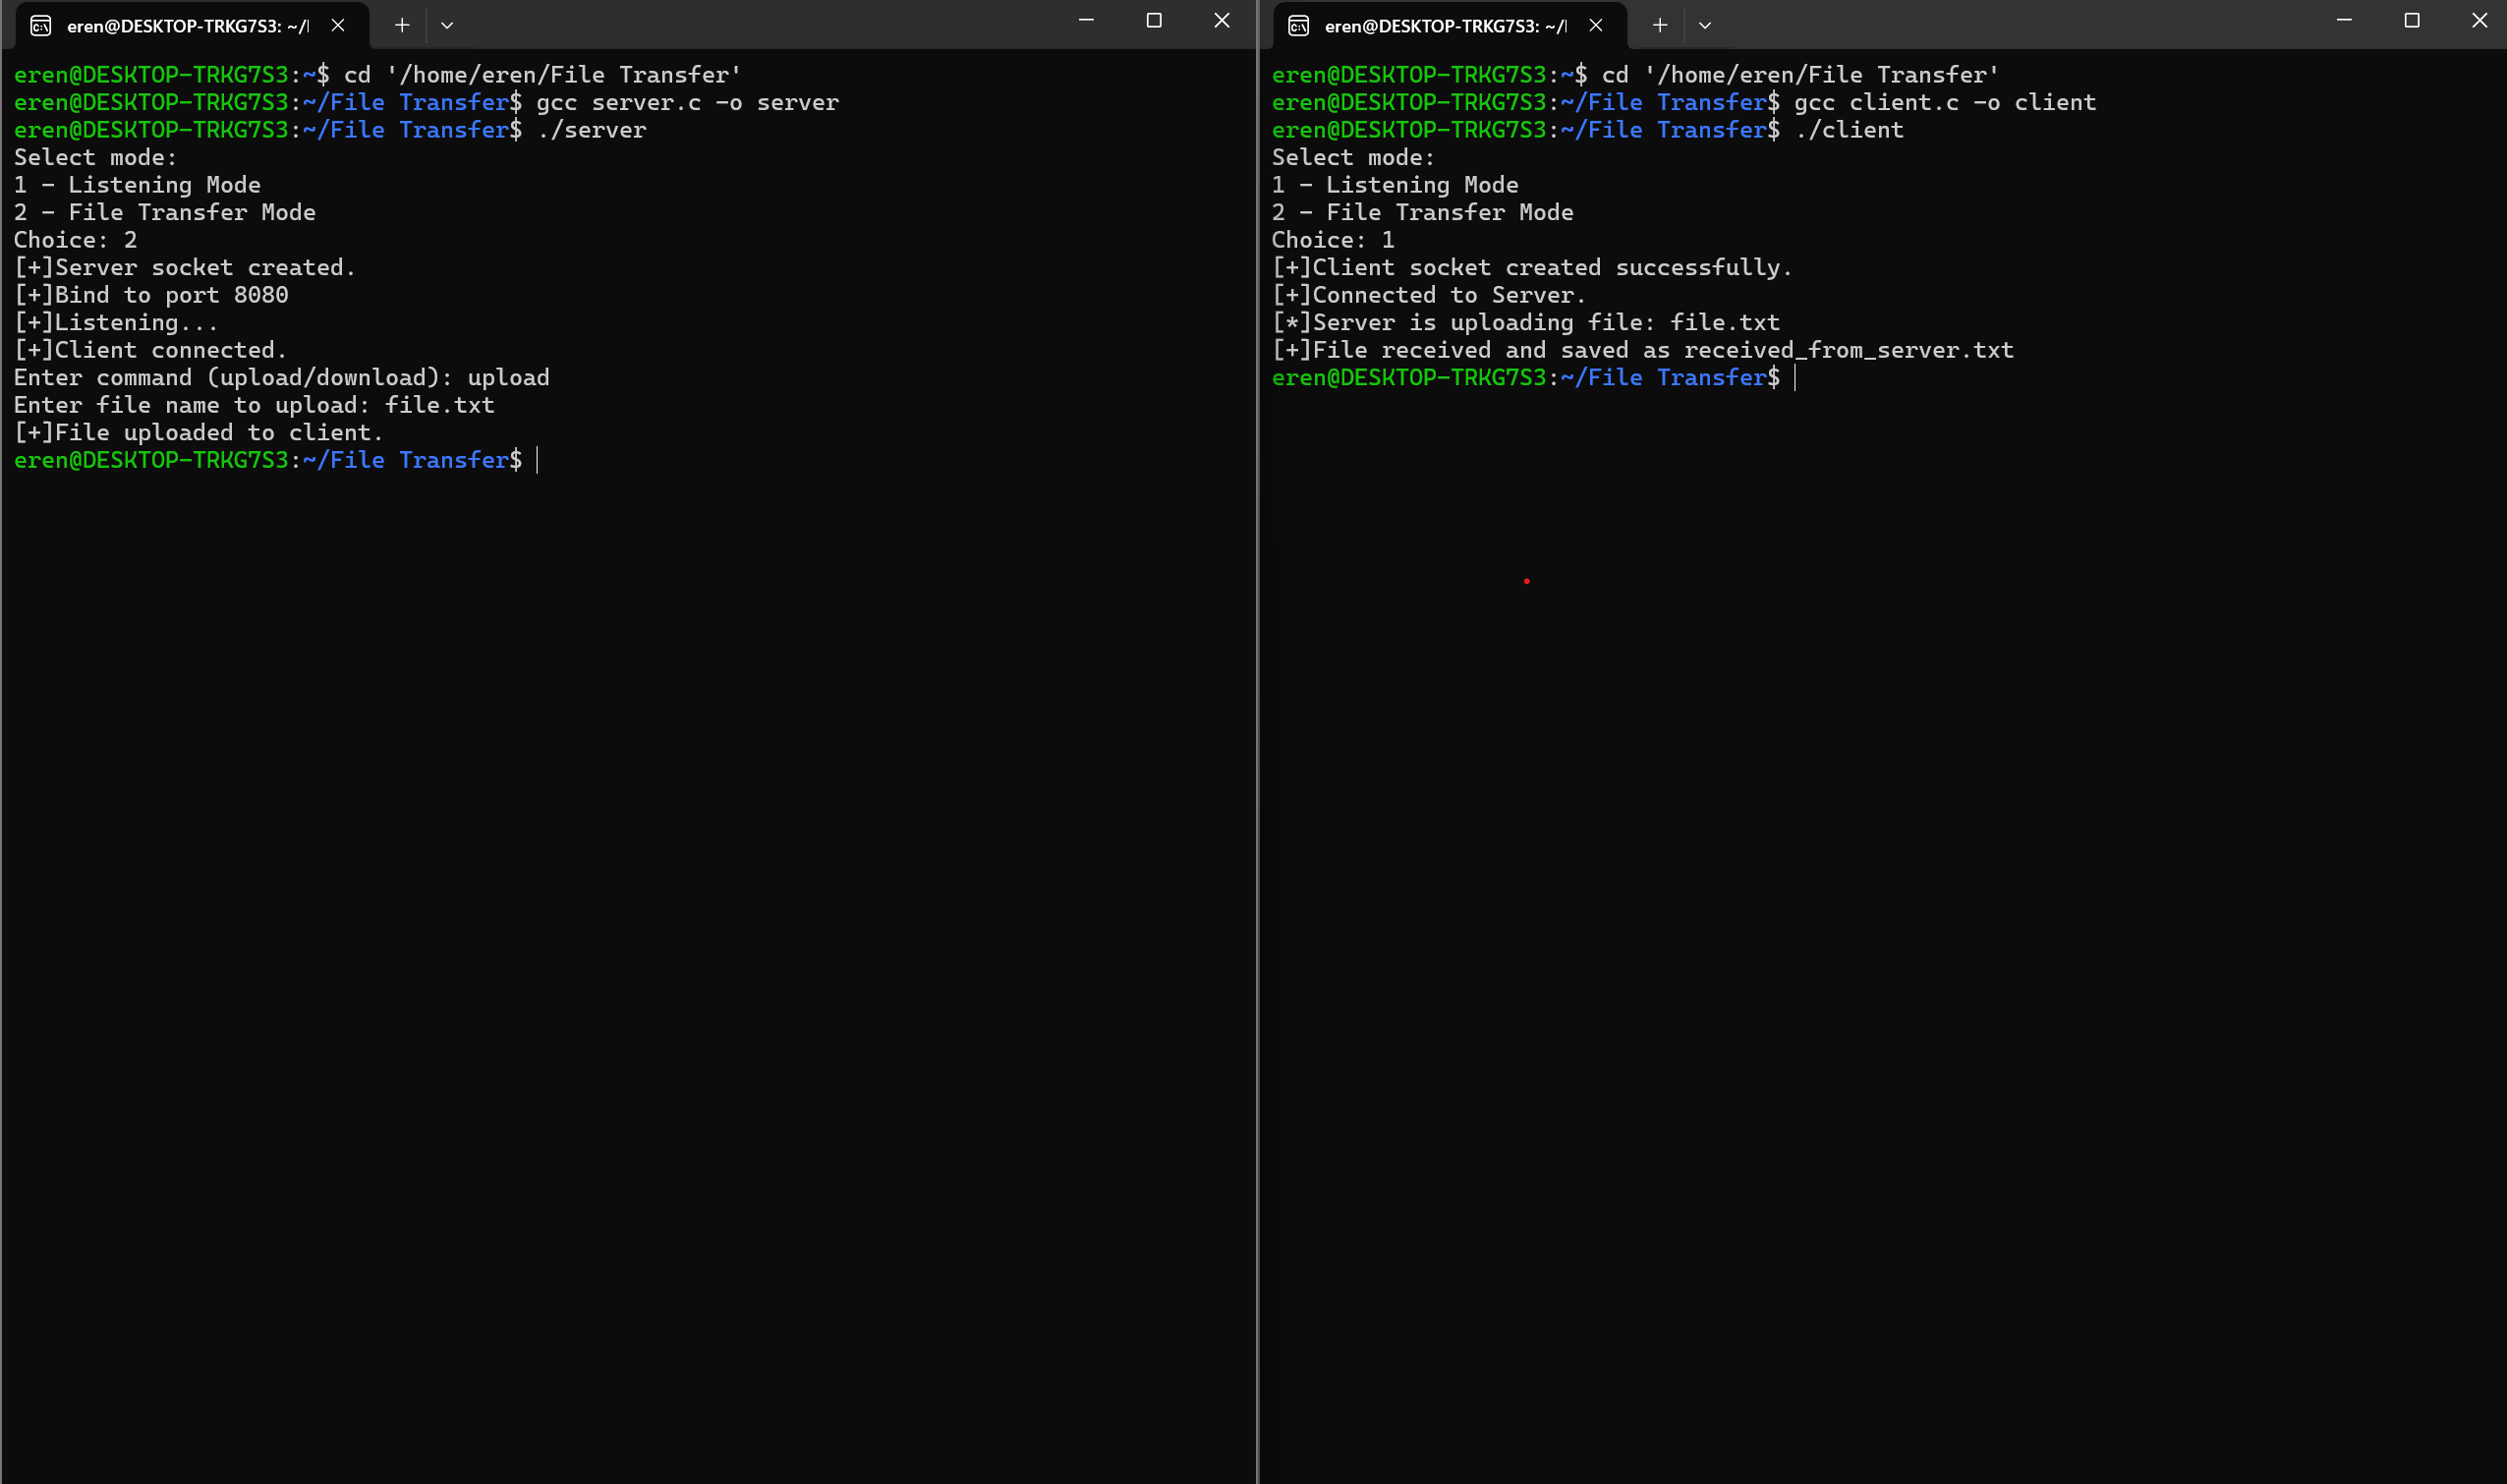 eren@DESKTOP-TRKG7S3: ~/
eren@DESKTOP-TRKG7S3:~$ cd '/home/eren/File Transfer'
eren@DESKTOP-TRKG7S3:~/File Transfer$ gcc server.c -o server
eren@DESKTOP-TRKG7S3:~/File Transfer$ ./server
Select mode:
1 - Listening Mode
2 - File Transfer Mode
Choice: 2
[+]Server socket created.
[+]Bind to port 8080
[+]Listening...
[+]Client connected.
Enter command (upload/download): upload
Enter file name to upload: file.txt
[+]File uploaded to client.
eren@DESKTOP-TRKG7S3:~/File Transfer$
eren@DESKTOP-TRKG7S3: ~/
eren@DESKTOP-TRKG7S3:~$ cd '/home/eren/File Transfer'
eren@DESKTOP-TRKG7S3:~/File Transfer$ gcc client.c -o client
eren@DESKTOP-TRKG7S3:~/File Transfer$ ./client
Select mode:
1 - Listening Mode
2 - File Transfer Mode
Choice: 1
[+]Client socket created successfully.
[+]Connected to Server.
[*]Server is uploading file: file.txt
[+]File received and saved as received_from_server.txt
eren@DESKTOP-TRKG7S3:~/File Transfer$